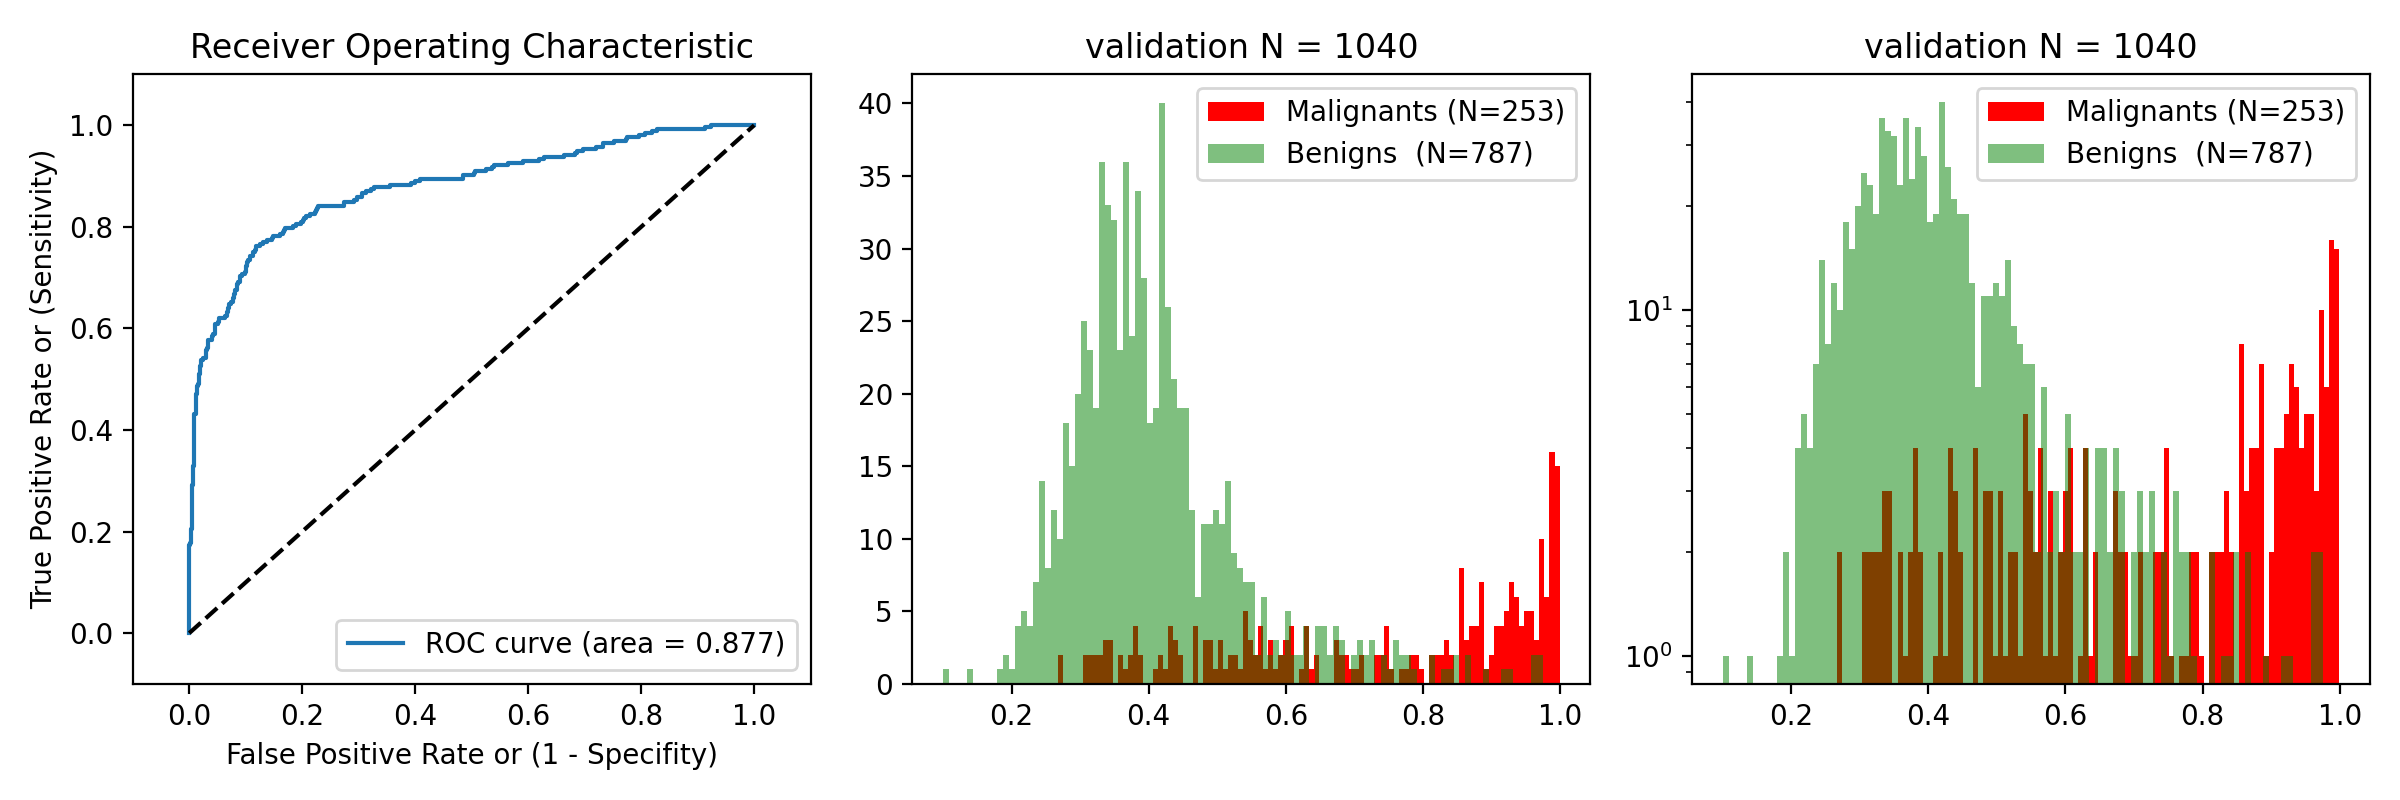 Receiver Operating Characteristic
True Positive Rate or (Sensitivity)
1.0
0.8
0.6
0.4
0.2
0.0
ROC curve (area = 0.877)
0.0 0.2 0.4 0.6 0.8 1.0
False Positive Rate or (1 - Specifity)
validation N = 1040
Malignants (N=253)
Benigns (N=787)
40
35
30
25
20
15
10
5
0
0.2 0.4 0.6 0.8 1.0
validation N = 1040
Malignants (N=253)
Benigns (N=787)
10¹
10⁰
0.2 0.4 0.6 0.8 1.0